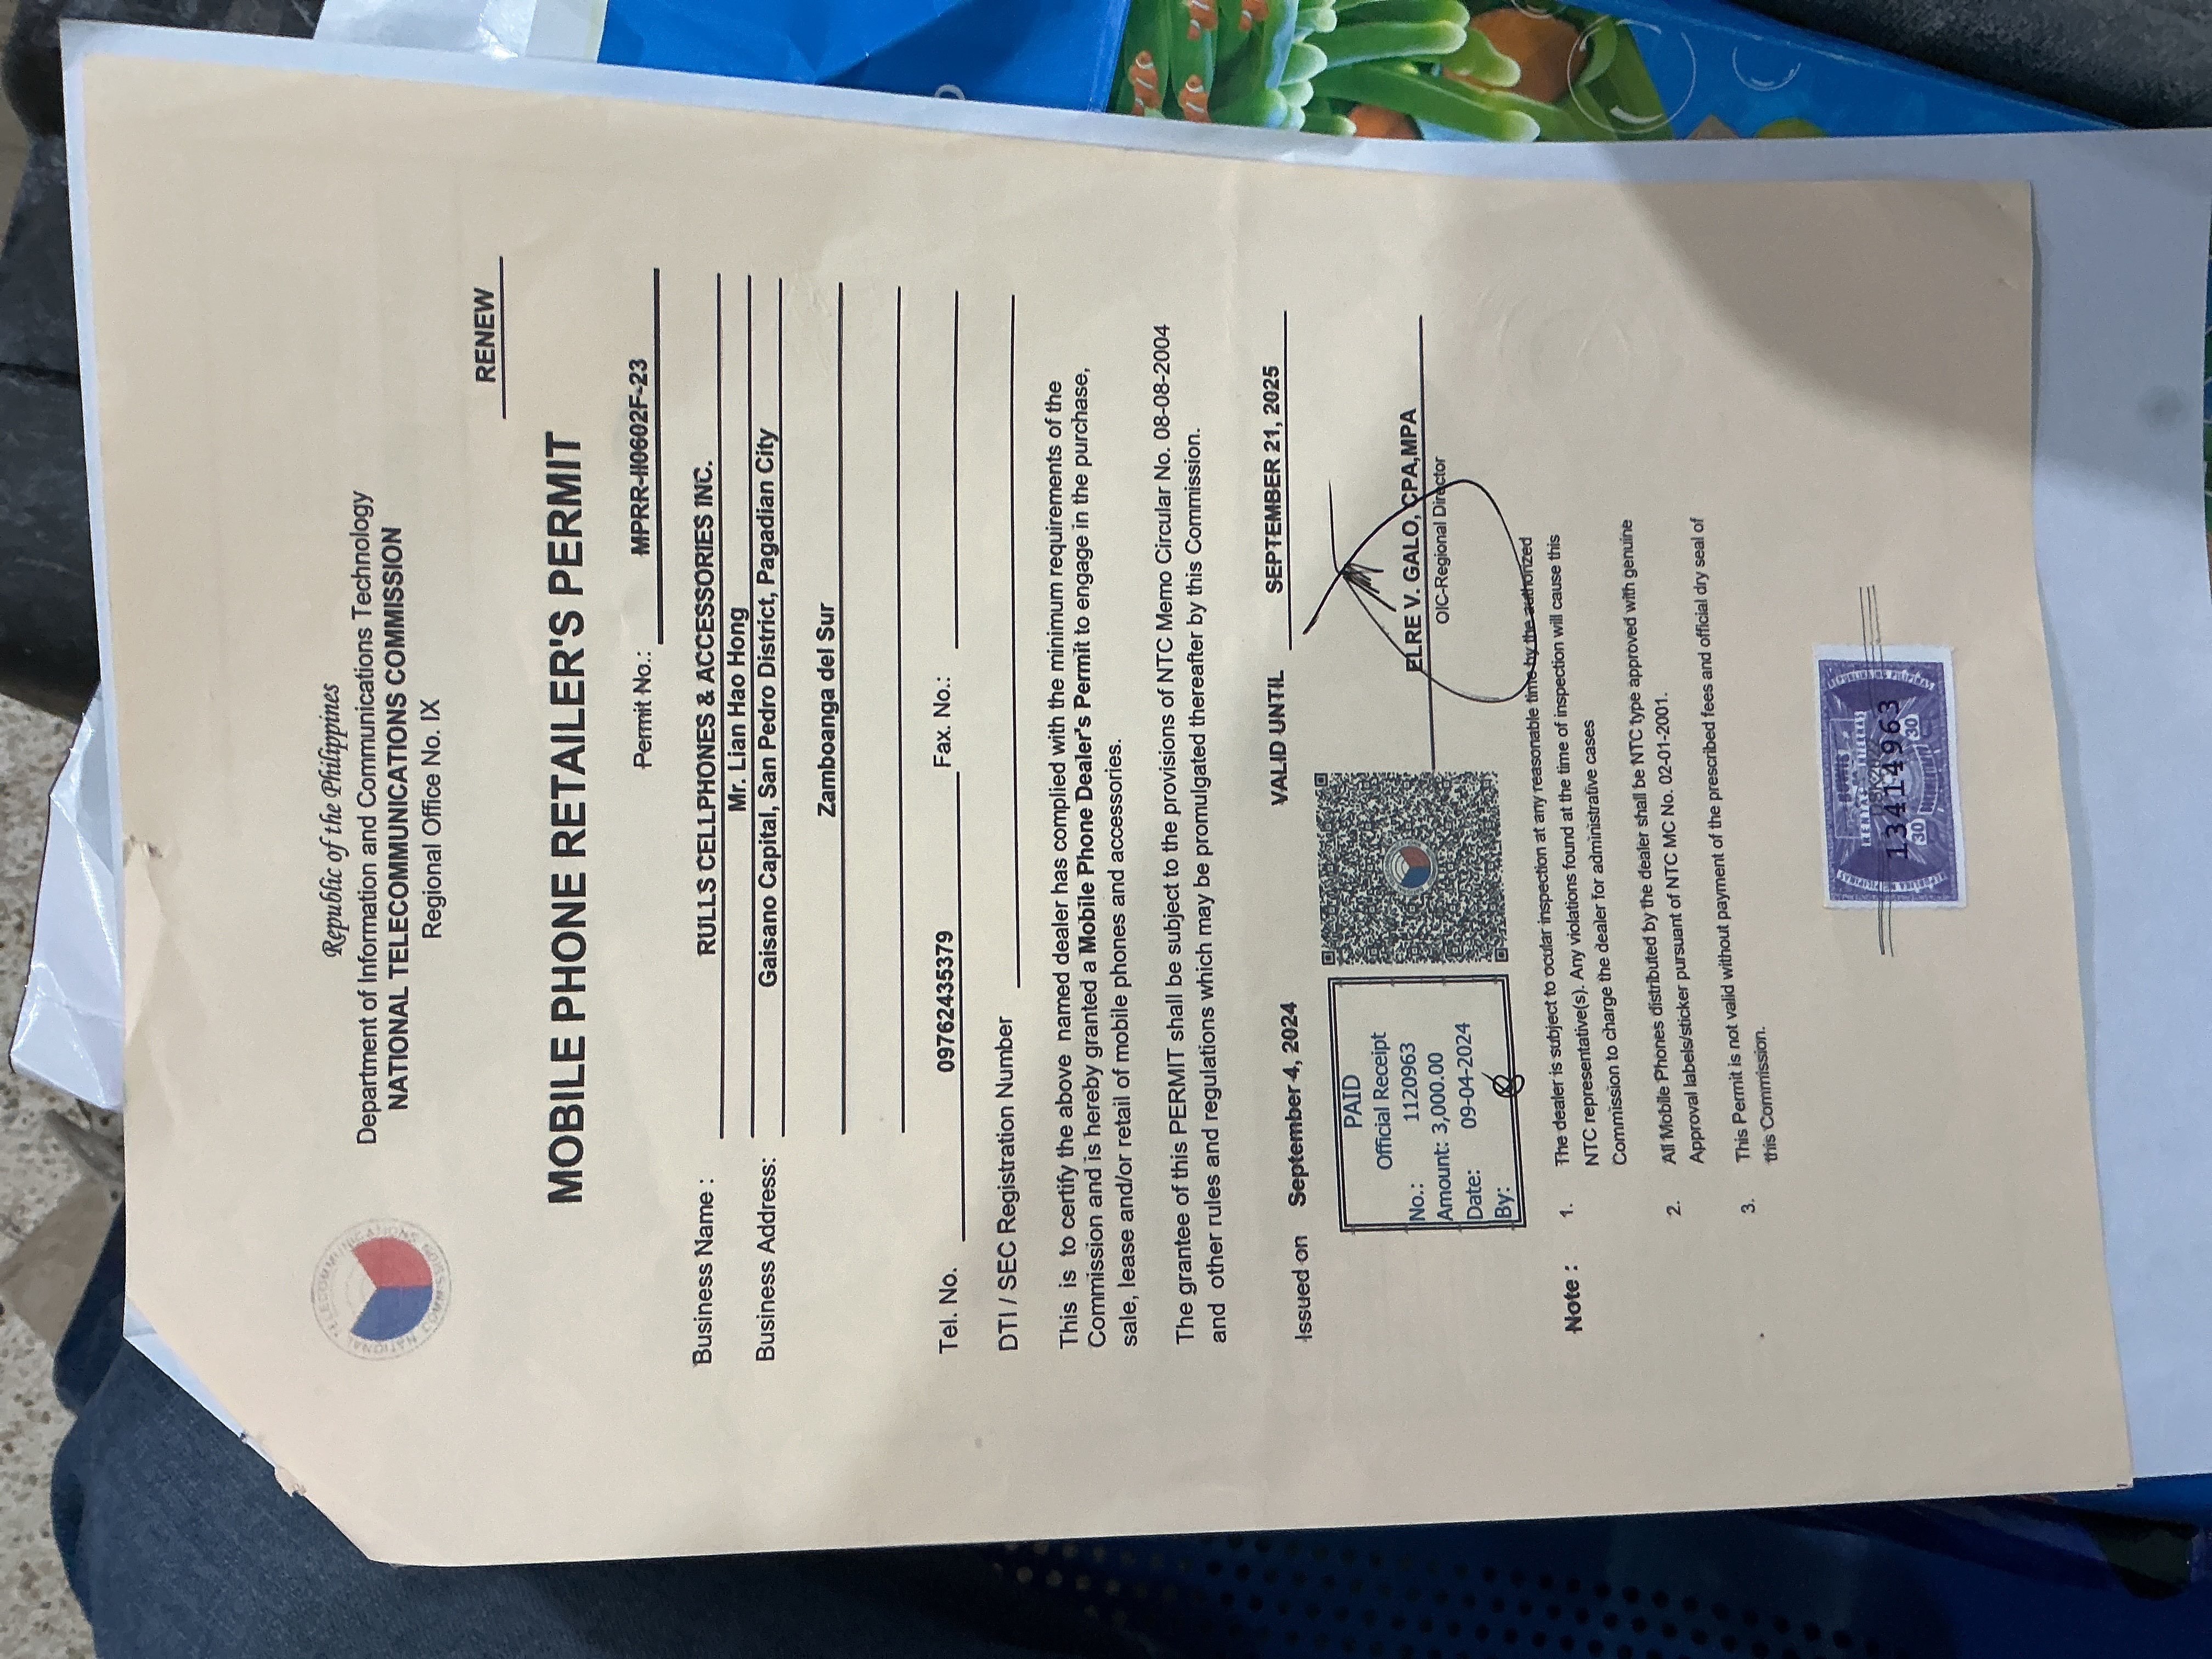 Republic of the Philippines
Department of Information and Communications Technology
NATIONAL TELECOMMUNICATIONS COMMISSION
Regional Office No. IX
NATIONAL TELECOMMUNICATIONS COMMISSION
RENEW
MOBILE PHONE RETAILER'S PERMIT
Permit No.: MPRR-II0602F-23
Business Name : RULLS CELLPHONES & ACCESSORIES INC.
Mr. Lian Hao Hong
Business Address: Gaisano Capital, San Pedro District, Pagadian City
Zamboanga del Sur
Tel. No. 09762435379 Fax. No.:
DTI / SEC Registration Number
This is to certify the above named dealer has complied with the minimum requirements of the
Commission and is hereby granted a Mobile Phone Dealer's Permit to engage in the purchase,
sale, lease and/or retail of mobile phones and accessories.
The grantee of this PERMIT shall be subject to the provisions of NTC Memo Circular No. 08-08-2004
and other rules and regulations which may be promulgated thereafter by this Commission.
Issued on September 4, 2024 VALID UNTIL SEPTEMBER 21, 2025
PAID
Official Receipt
No.: 1120963
Amount: 3,000.00
Date: 09-04-2024
By:
ELRE V. GALO, CPA,MPA
OIC-Regional Director
Note : 1. The dealer is subject to ocular inspection at any reasonable time by the authorized
NTC representative(s). Any violations found at the time of inspection will cause this
Commission to charge the dealer for administrative cases
2. All Mobile Phones distributed by the dealer shall be NTC type approved with genuine
Approval labels/sticker pursuant of NTC MC No. 02-01-2001.
3. This Permit is not valid without payment of the prescribed fees and official dry seal of
this Commission.
REPUBLIKA NG PILIPINAS
30 30
134149​63